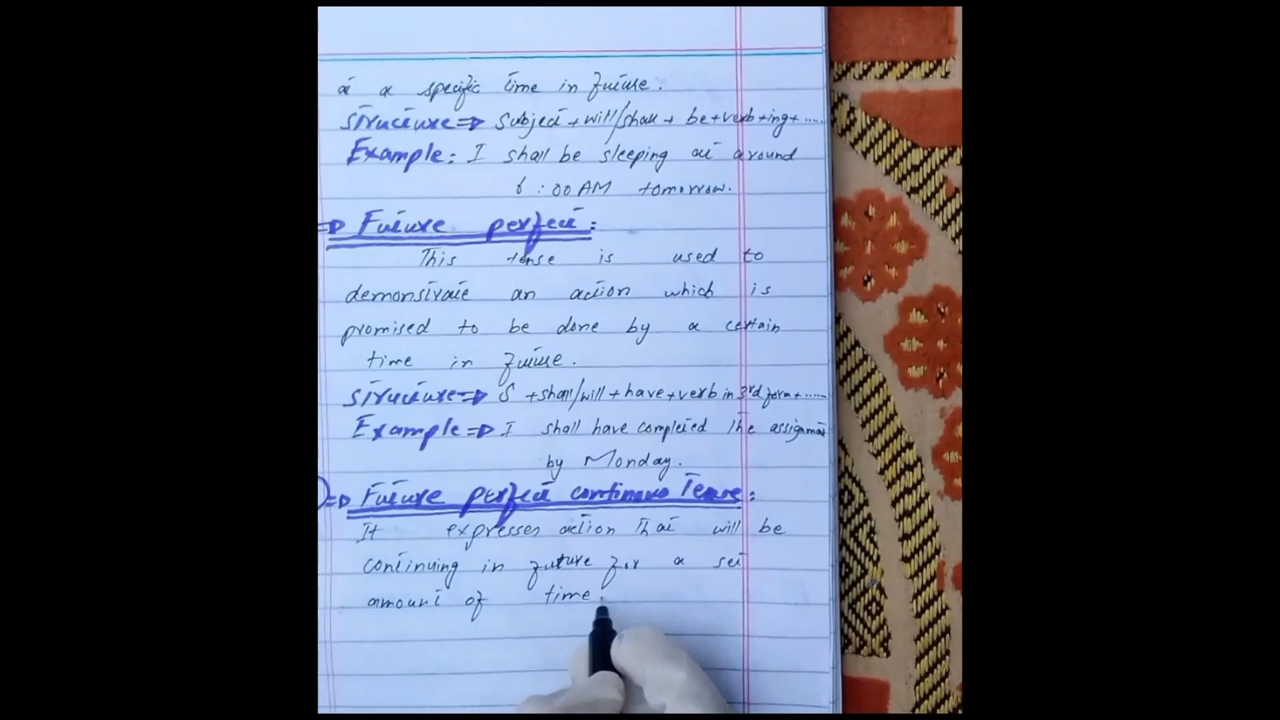 at a specific time in future.
structure⇒ Subject + will/shall + be+verb+ing+.....
Example: I shall be sleeping at around
6:00AM tomorrow.
⇒ Future perfect:
This tense is used to
demonstrate an action which is
promised to be done by a certain
time in future.
structure⇒ S +shall/will+have+verb in 3rd form+.....
Example⇒ I shall have completed the assignment
by Monday.
)⇒ Future perfect continuous Tense:
It expresses action that will be
continuing in future for a set
amount of time.